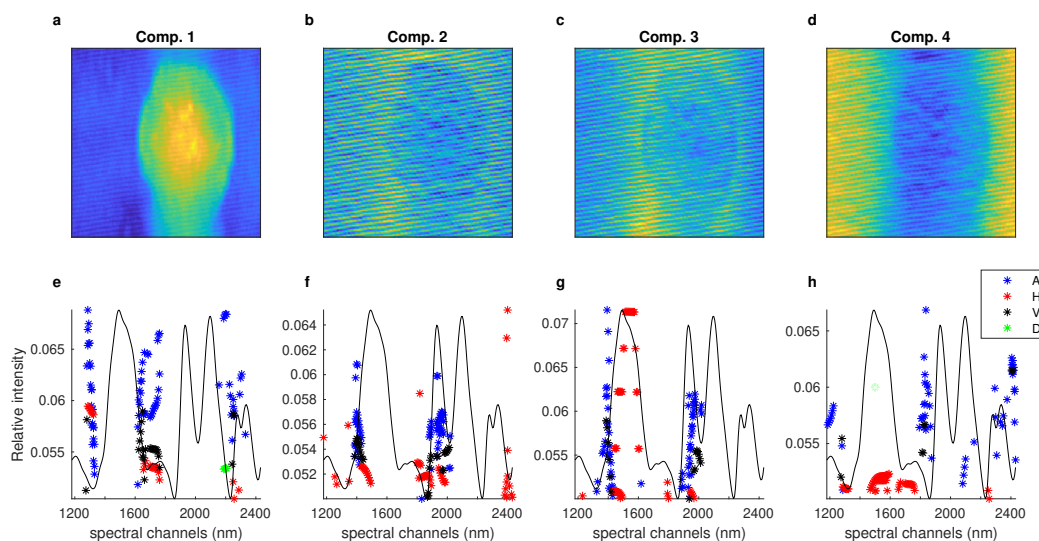 a b c d
Comp. 1 Comp. 2 Comp. 3 Comp. 4
e f g h
A
H
V
D
Relative intensity
0.065 0.064 0.07 0.065
0.06 0.062 0.065 0.06
0.055 0.06 0.06 0.055
0.058 0.055
0.056
0.054
0.052
1200 1600 2000 2400 1200 1600 2000 2400 1200 1600 2000 2400 1200 1600 2000 2400
spectral channels (nm) spectral channels (nm) spectral channels (nm) spectral channels (nm)